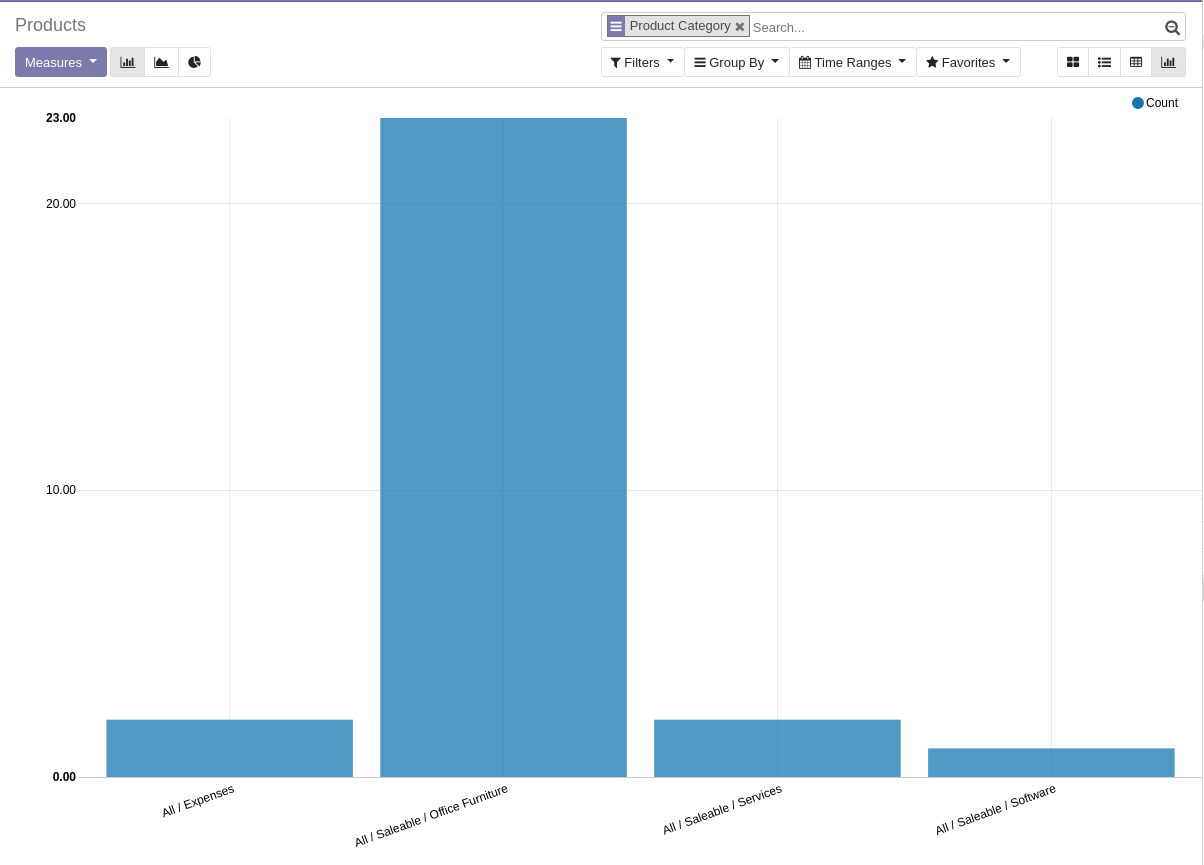 Products
Product Category Search...
Measures
Filters Group By Time Ranges Favorites
Count
23.00
20.00
10.00
0.00
All / Expenses
All / Saleable / Office Furniture
All / Saleable / Services
All / Saleable / Software